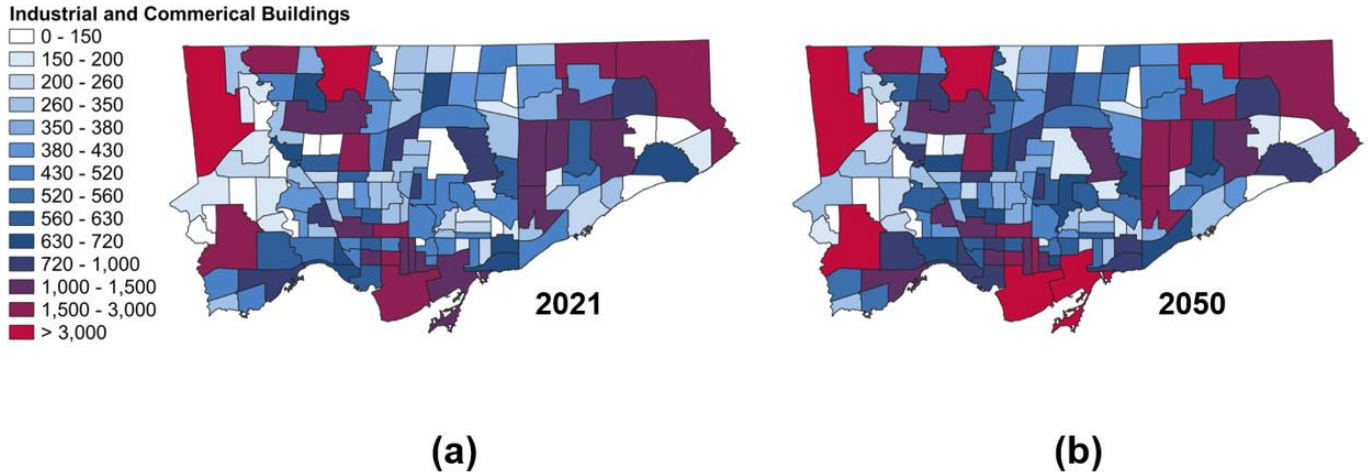 Industrial and Commerical Buildings
0 - 150
150 - 200
200 - 260
260 - 350
350 - 380
380 - 430
430 - 520
520 - 560
560 - 630
630 - 720
720 - 1,000
1,000 - 1,500
1,500 - 3,000
> 3,000
2021
2050
(a)
(b)